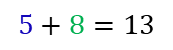 5 + 8 = 13